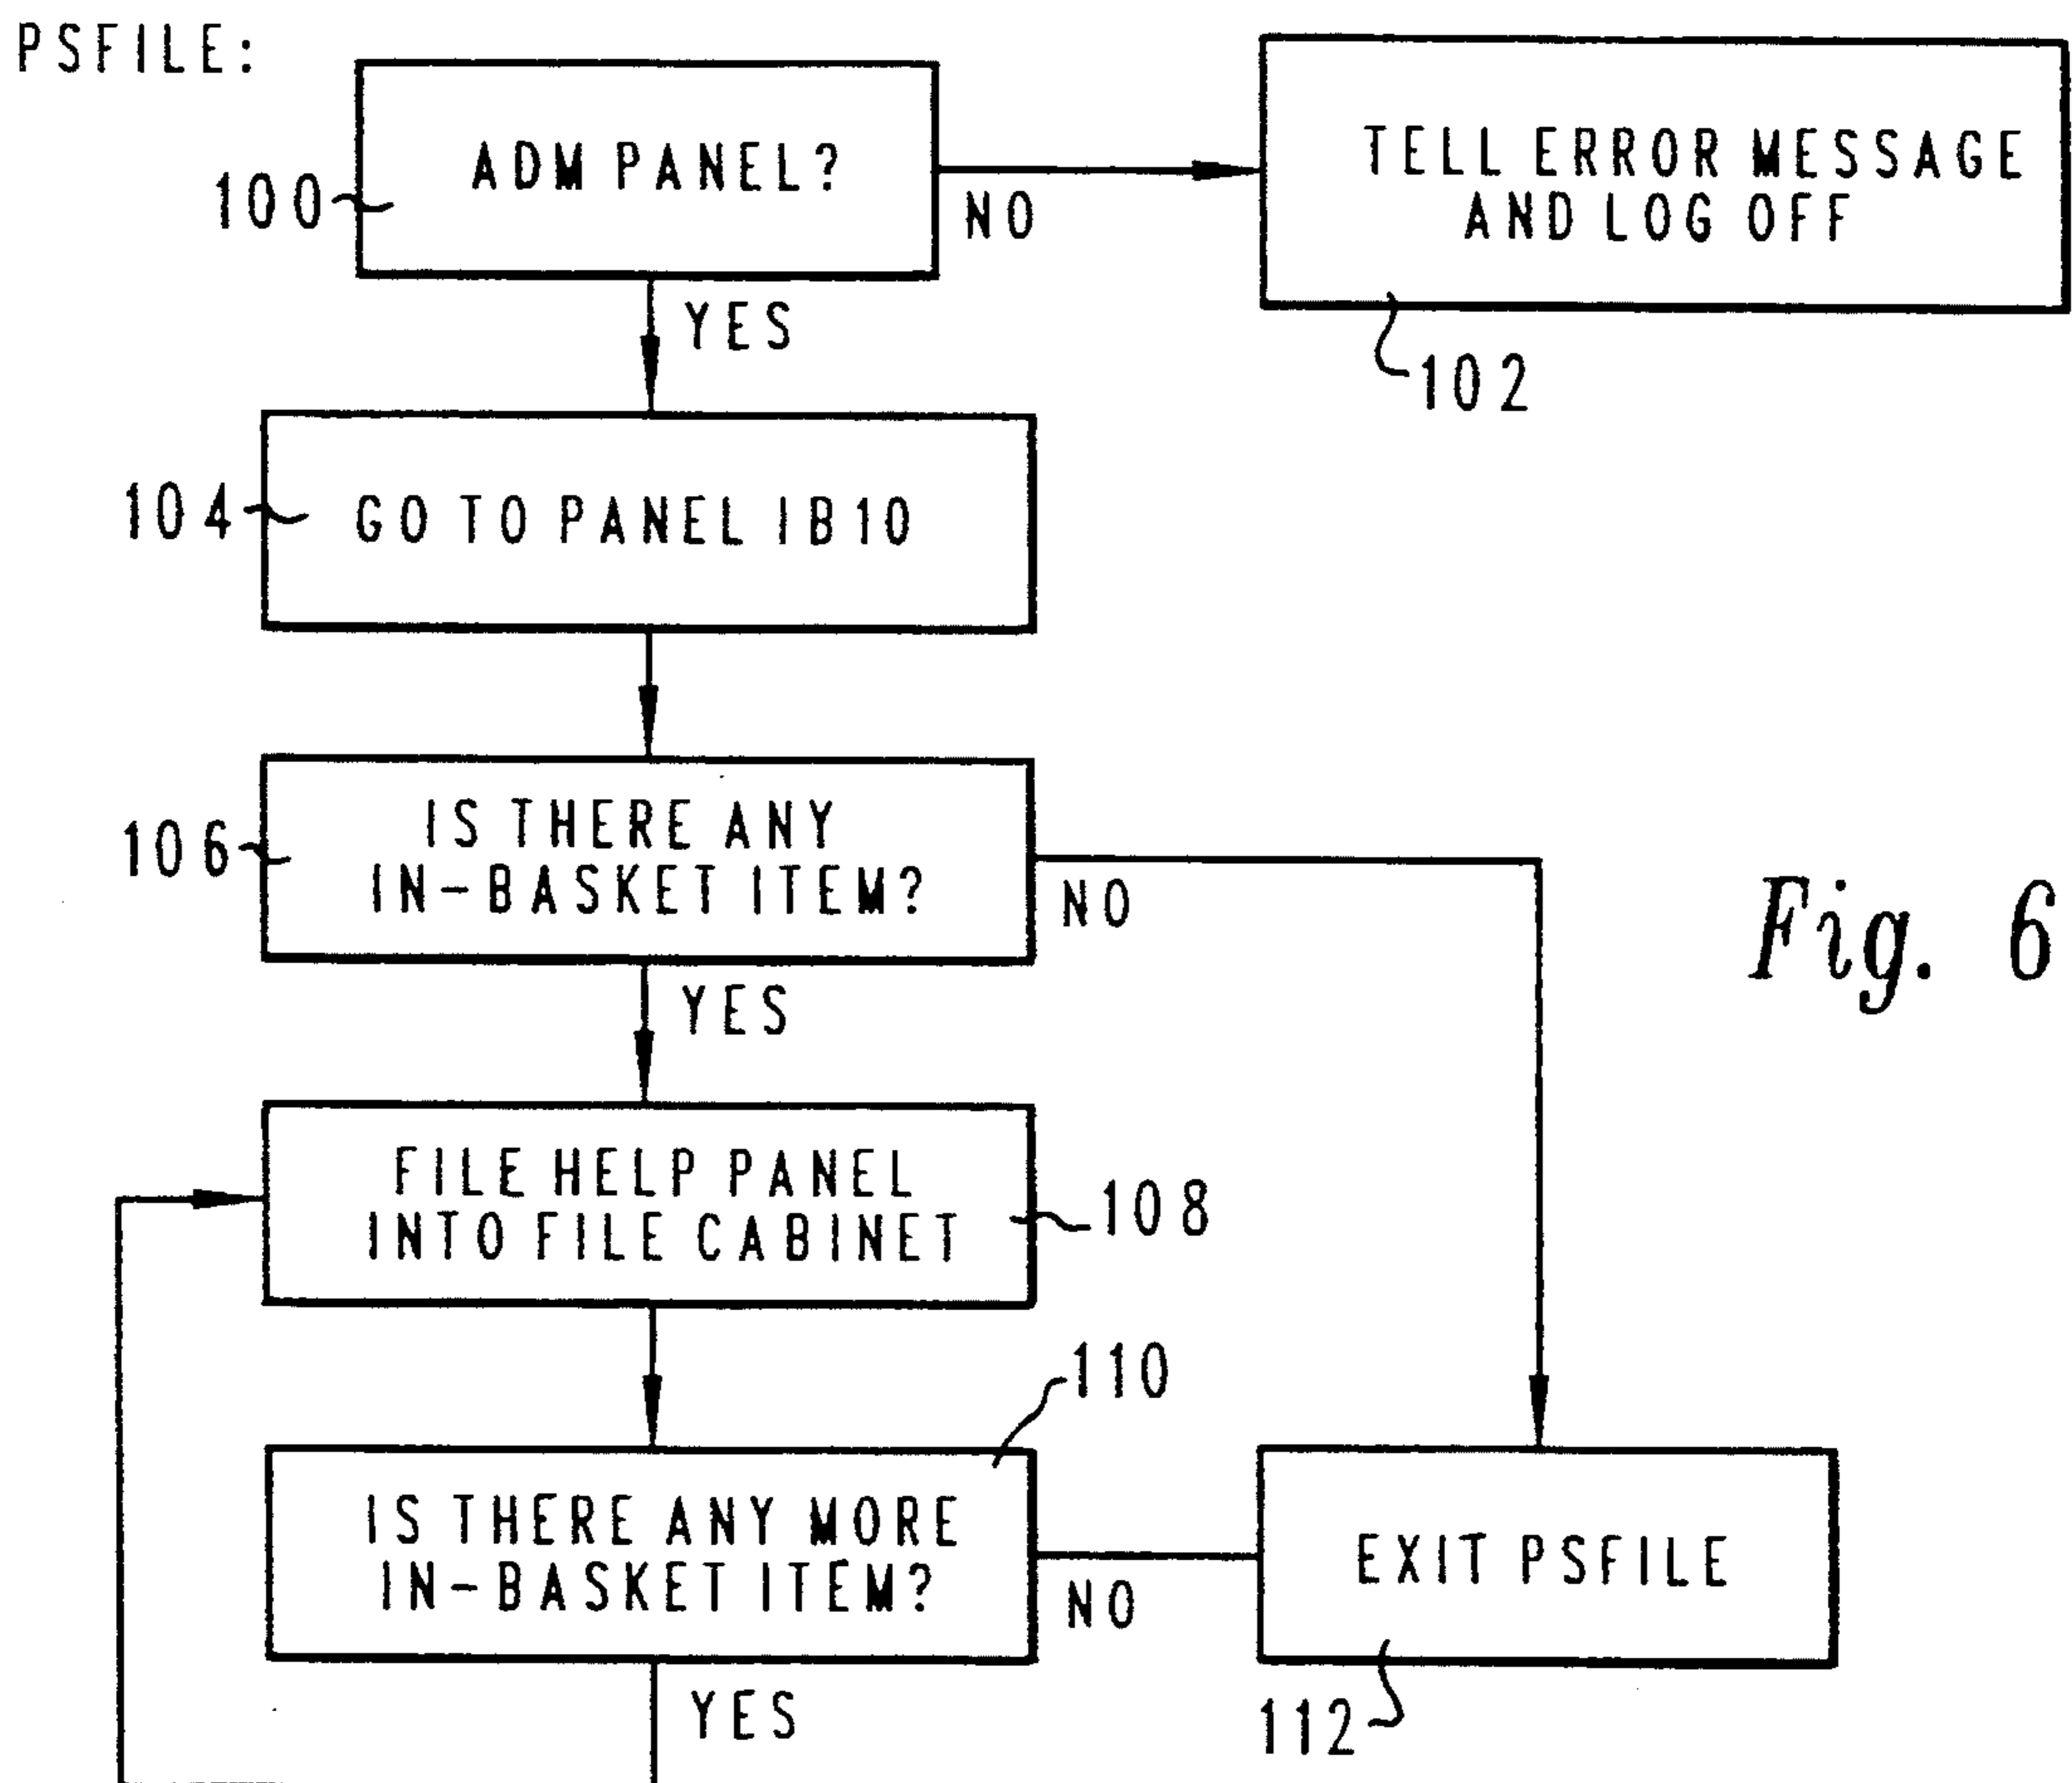 PSFILE:
ADM PANEL?
100
NO
TELL ERROR MESSAGE
AND LOG OFF
102
YES
104
GO TO PANEL IB10
106
IS THERE ANY
IN-BASKET ITEM?
NO
YES
Fig. 6
FILE HELP PANEL
INTO FILE CABINET
108
110
IS THERE ANY MORE
IN-BASKET ITEM?
NO
EXIT PSFILE
112
YES